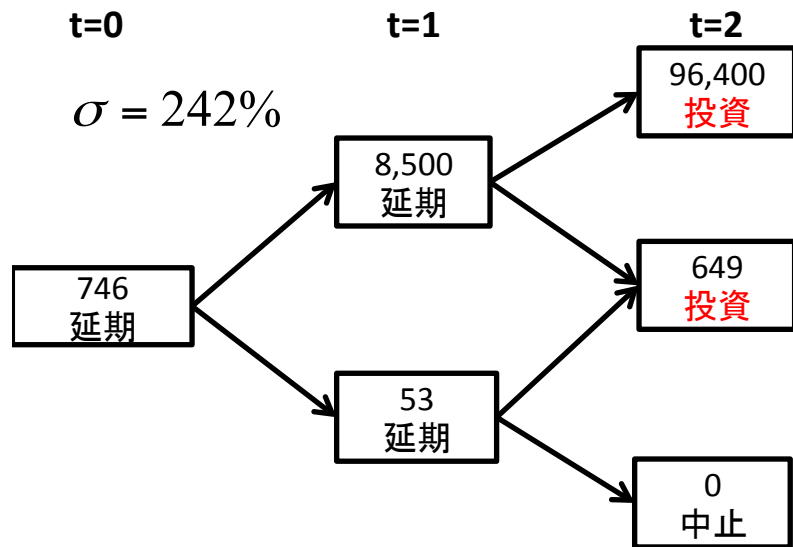 t=0
t=1
t=2
σ = 242%
96,400
投資
8,500
延期
649
投資
746
延期
53
延期
0
中止